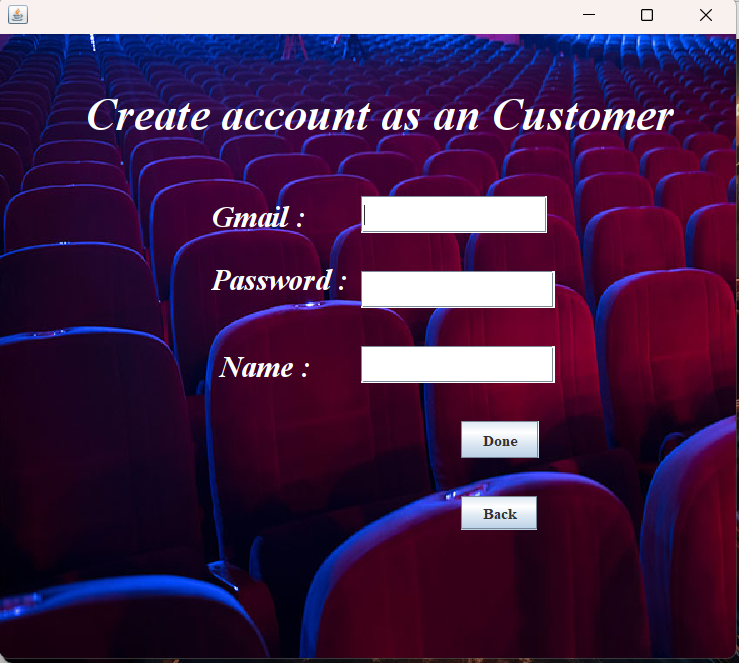 Create account as an Customer
Gmail :
Password :
Name :
Done
Back